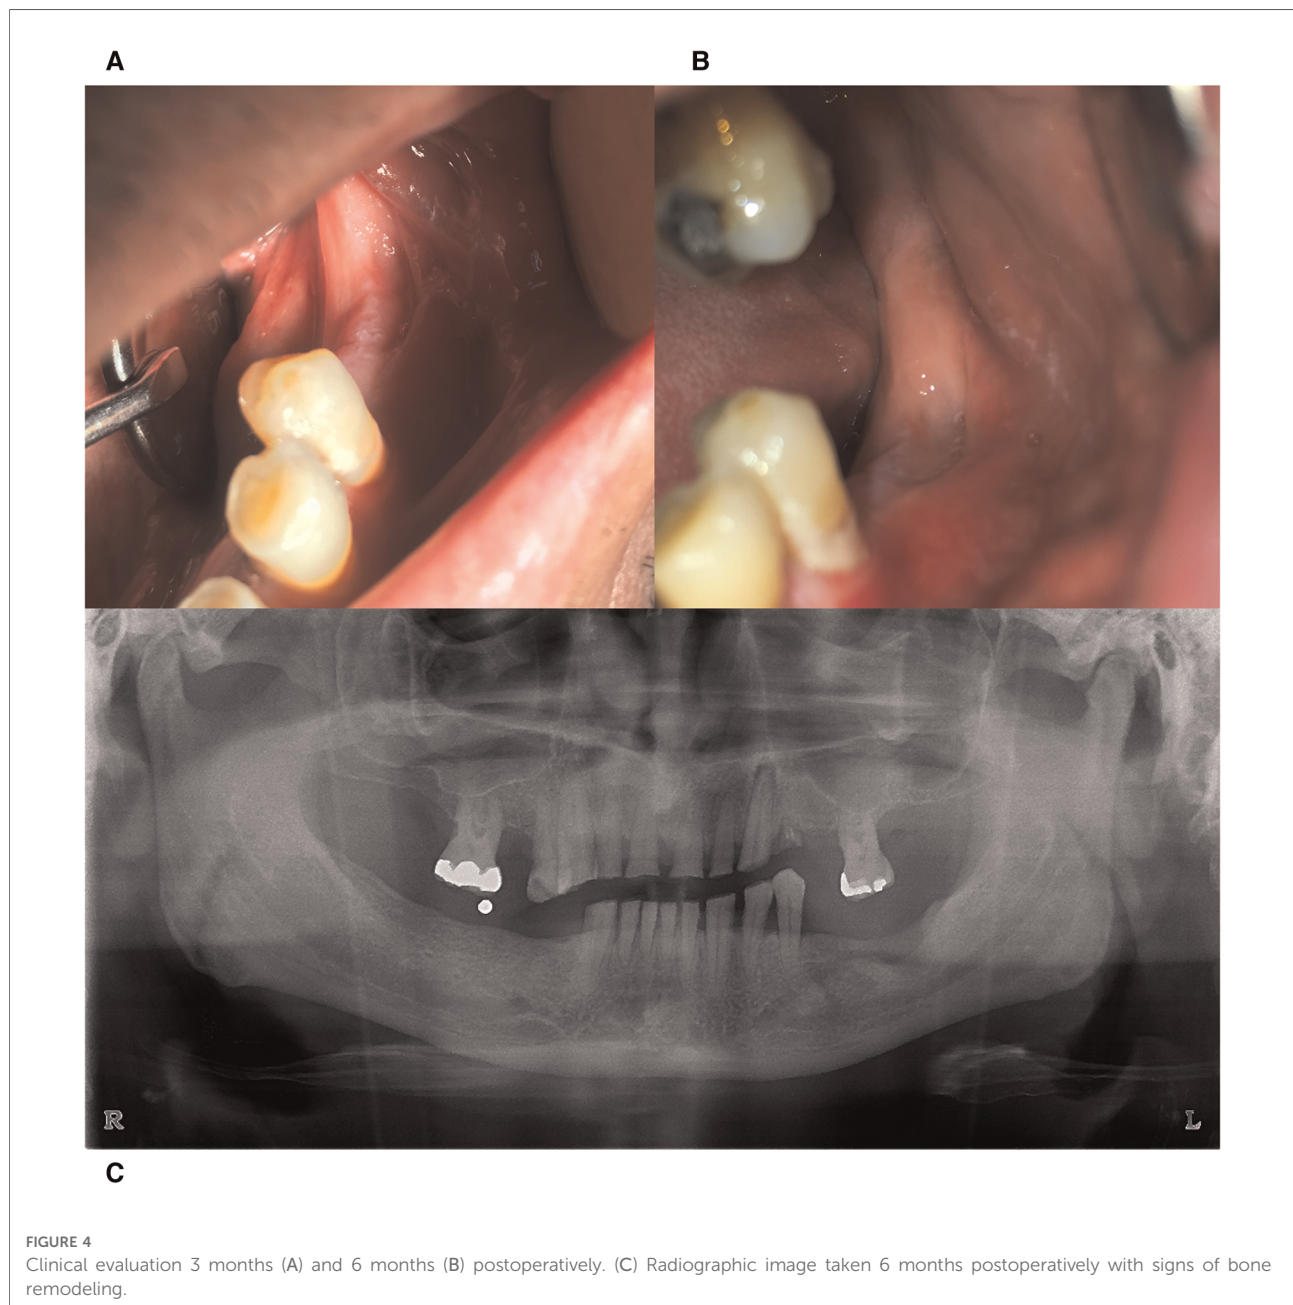 A
B
R
L
C
FIGURE 4
Clinical evaluation 3 months (A) and 6 months (B) postoperatively. (C) Radiographic image taken 6 months postoperatively with signs of bone
remodeling.